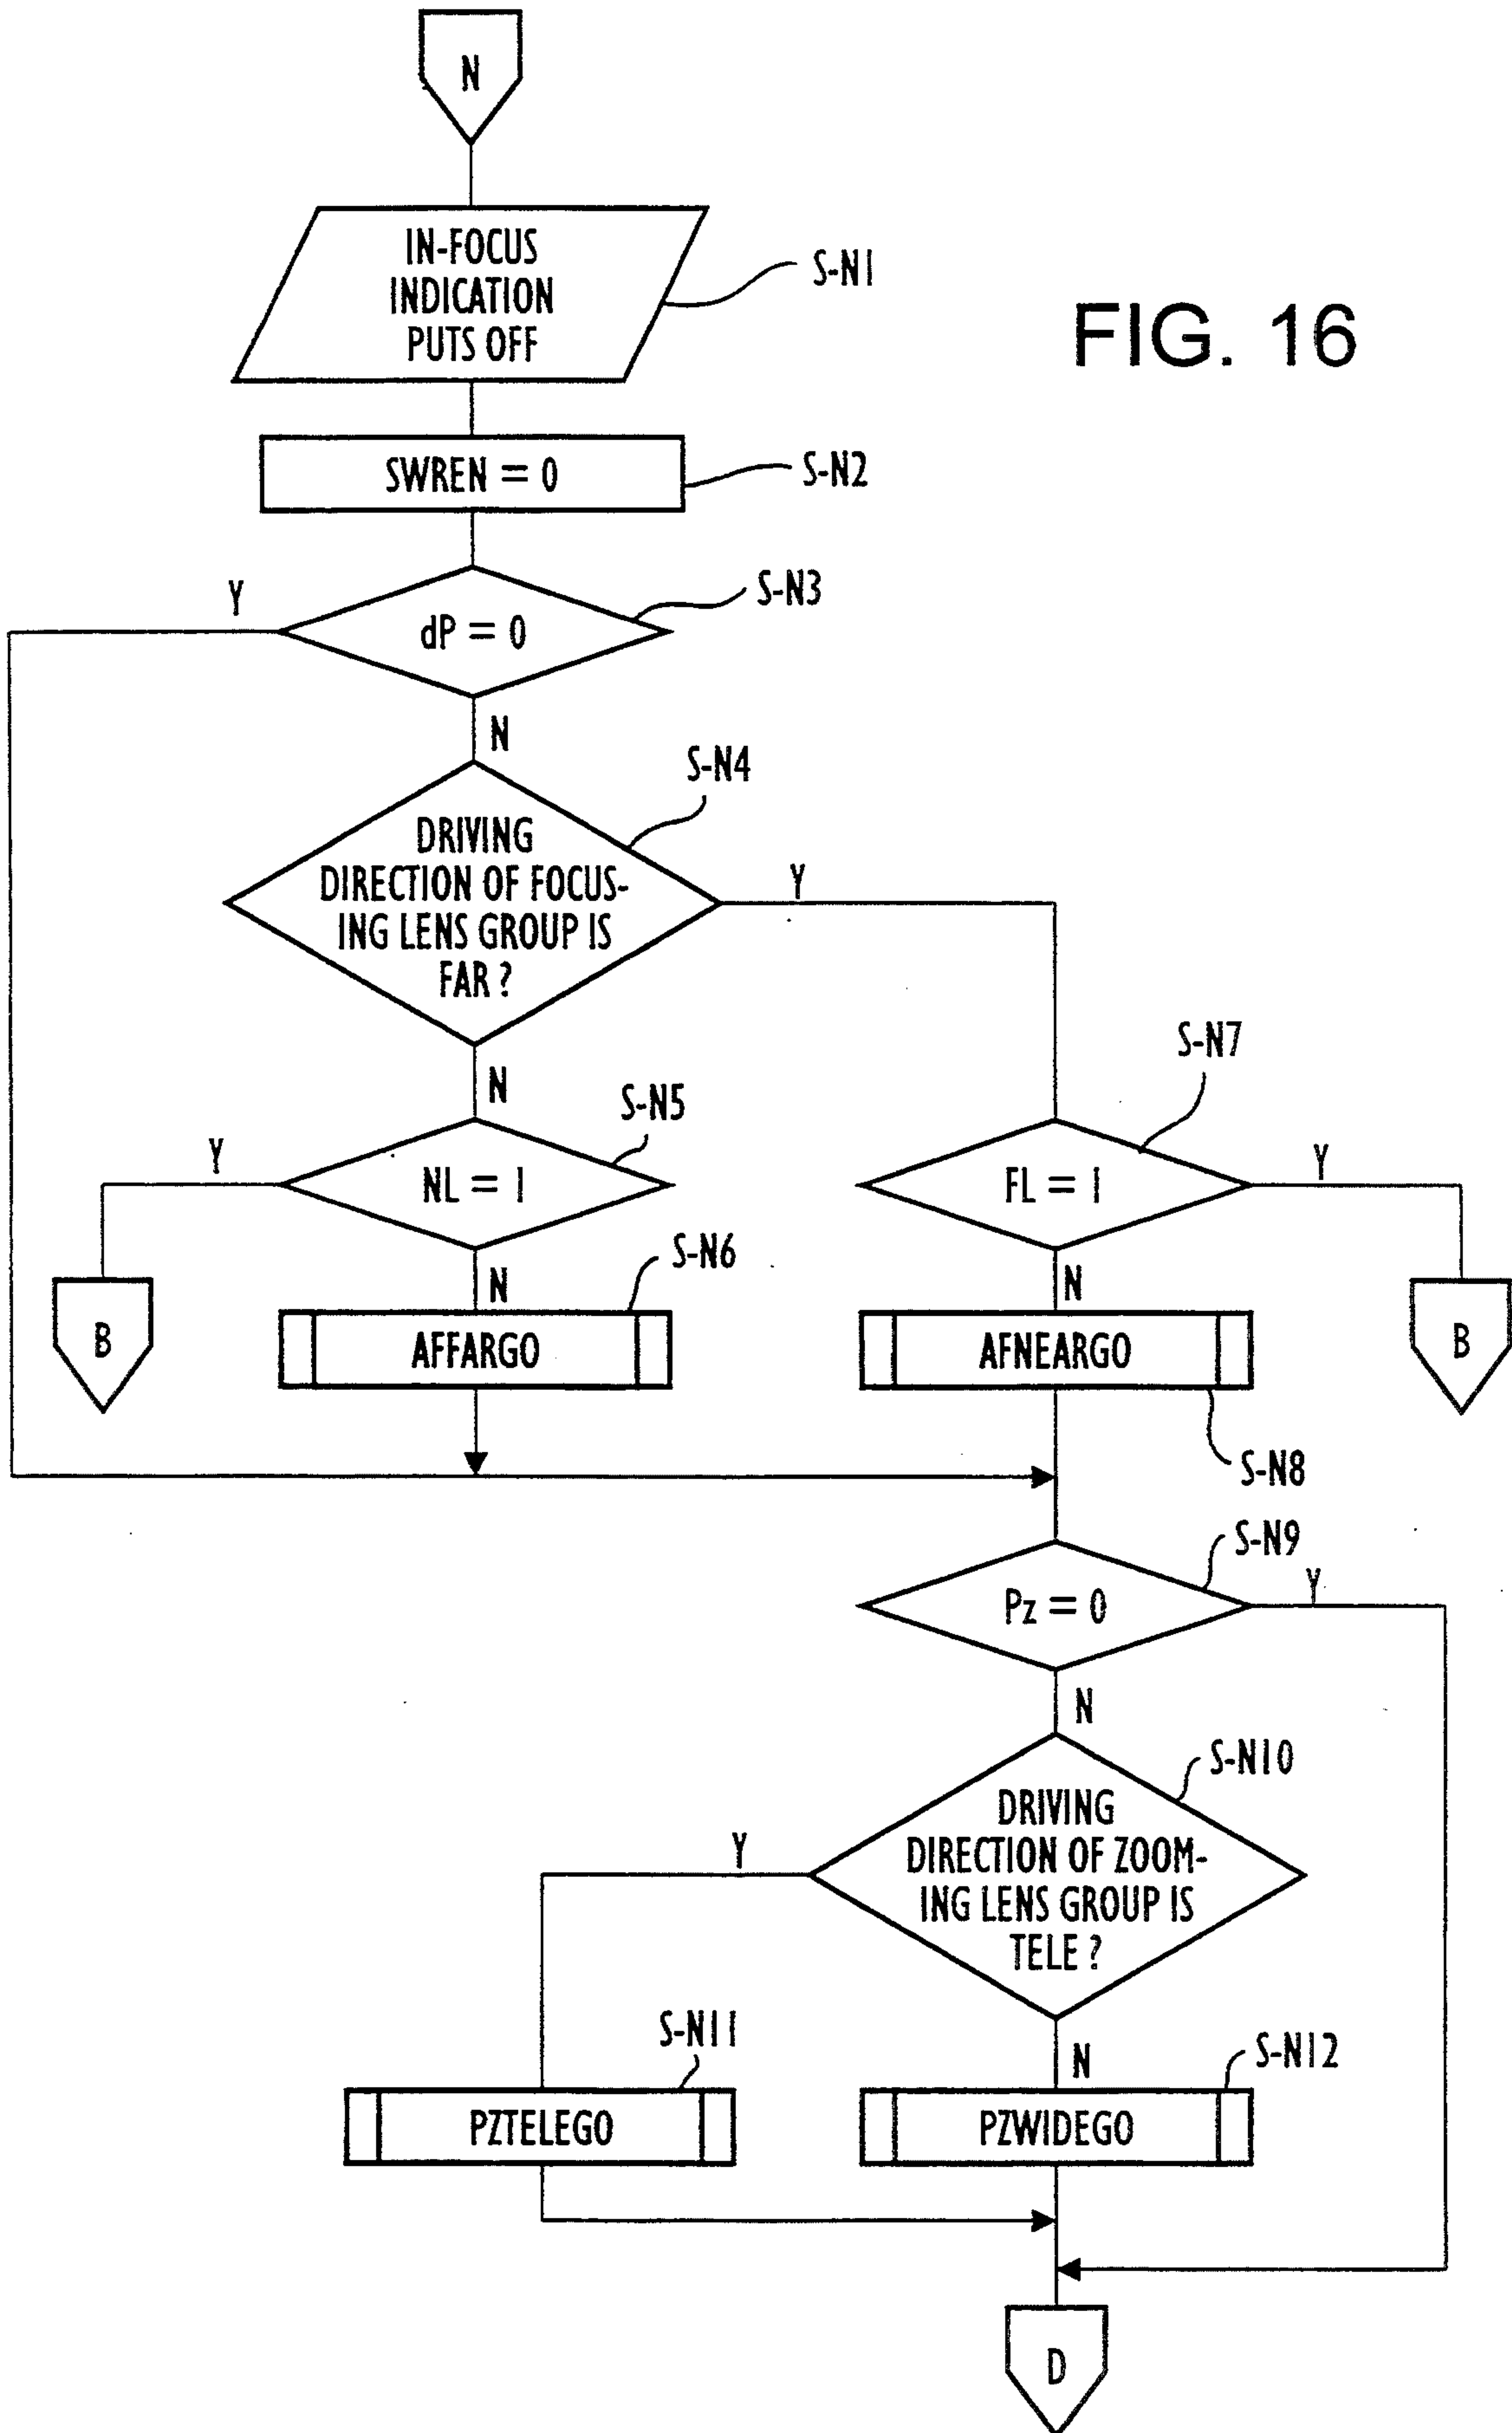 N
IN-FOCUS
INDICATION
PUTS OFF
S-N1
FIG. 16
SWREN = 0
S-N2
Y
dP = 0
S-N3
N
S-N4
DRIVING
DIRECTION OF FOCUS-
ING LENS GROUP IS
FAR ?
Y
N
S-N5
S-N7
Y
NL = 1
FL = 1
Y
N
S-N6
N
B
AFFARGO
AFNEARGO
B
S-N8
S-N9
Pz = 0
Y
N
S-N10
DRIVING
DIRECTION OF ZOOM-
ING LENS GROUP IS
TELE ?
Y
N
S-N11
S-N12
PZTELEGO
PZWIDEGO
D